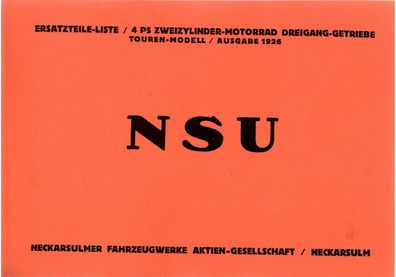 ERSATZTEILE-LISTE / 4 PS ZWEIZYLINDER-MOTORRAD DREIGANG-GETRIEBE
TOUREN-MODELL / AUSGABE 1926
NSU
NECKARSULMER FAHRZEUGWERKE AKTIEN-GESELLSCHAFT / NECKARSULM